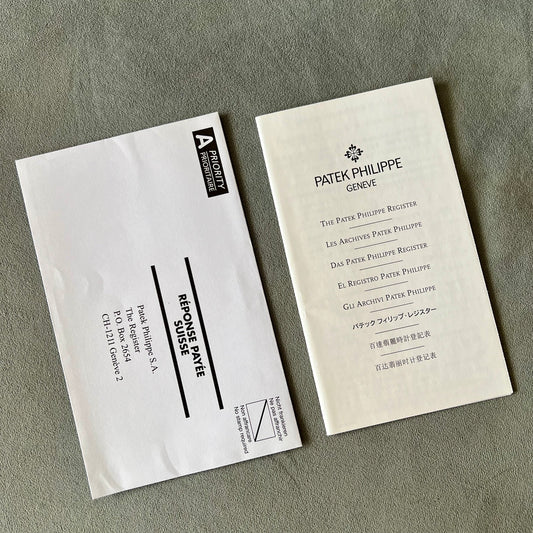 A PRIORITY
PRIORITAIRE
RÉPONSE PAYÉE
SUISSE
Patek Philippe S.A.
The Register
P.O. Box 2654
CH-1211 Genève 2
Nicht frankieren
Ne pas affranchir
Non affrancare
No stamp required
PATEK PHILIPPE
GENEVE
THE PATEK PHILIPPE REGISTER
LES ARCHIVES PATEK PHILIPPE
DAS PATEK PHILIPPE REGISTER
EL REGISTRO PATEK PHILIPPE
GLI ARCHIVI PATEK PHILIPPE
パテック フィリップ・レジスター
百達翡麗時計登記表
百达翡丽时计登记表